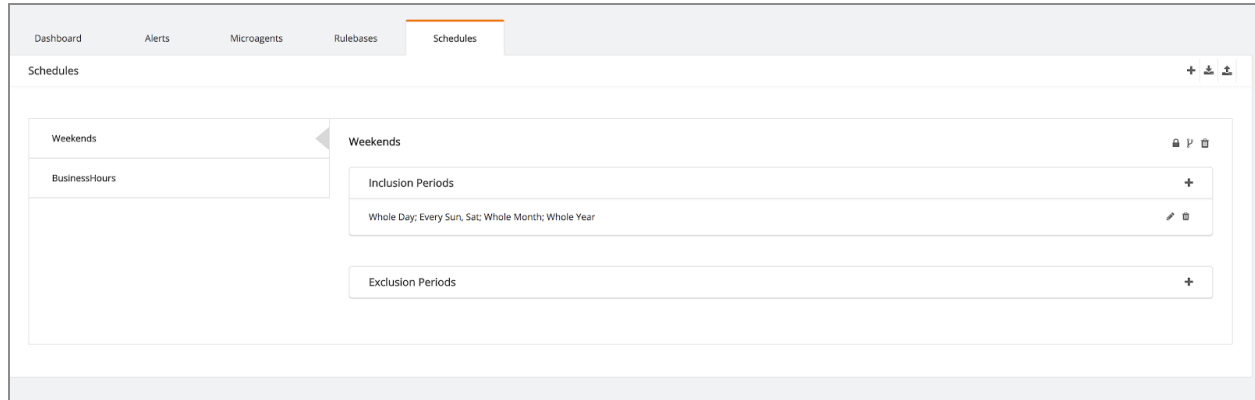 Dashboard Alerts Microagents Rulebases Schedules
Schedules
Weekends
BusinessHours
Weekends
Inclusion Periods
Whole Day; Every Sun, Sat; Whole Month; Whole Year
Exclusion Periods